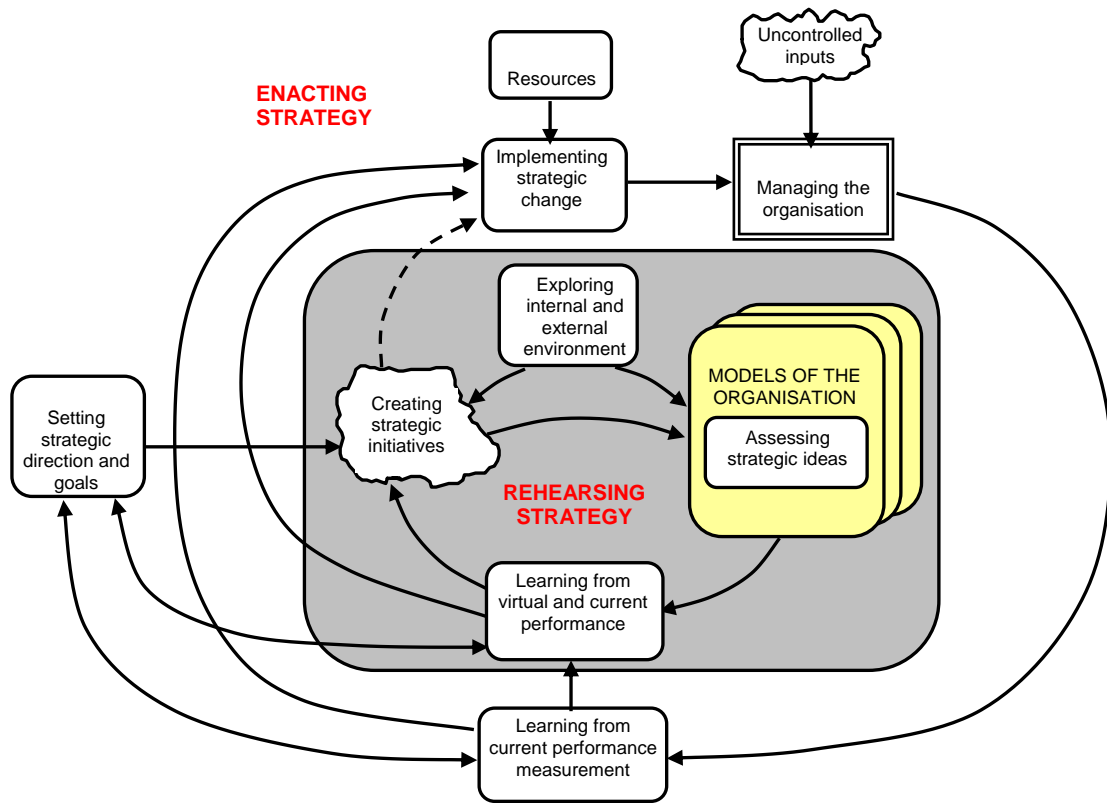 Uncontrolled
inputs
Resources
ENACTING
STRATEGY
Implementing
strategic
change
Managing the
organisation
Exploring
internal and
external
environment
MODELS OF THE
ORGANISATION
Assessing
strategic ideas
Creating
strategic
initiatives
Setting
strategic
direction and
goals
REHEARSING
STRATEGY
Learning from
virtual and current
performance
Learning from
current performance
measurement